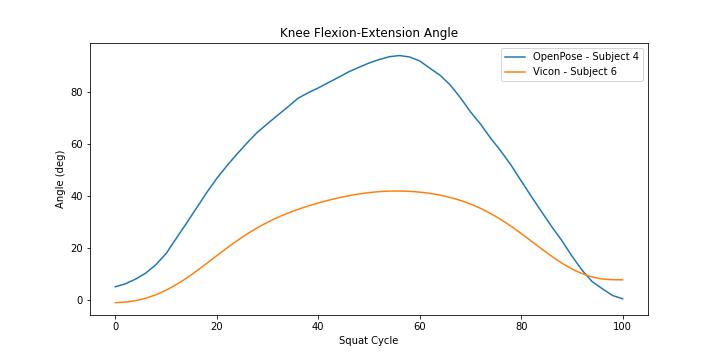 Knee Flexion-Extension Angle
OpenPose - Subject 4
Vicon - Subject 6
Angle (deg)
80
60
40
20
0
0 20 40 60 80 100
Squat Cycle